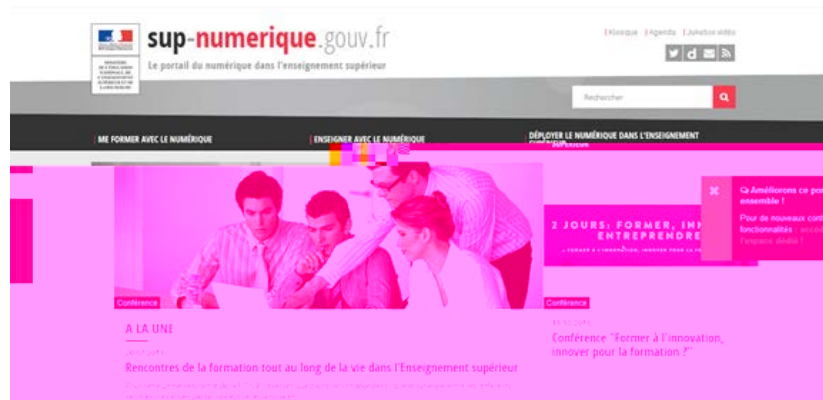 sup-numerique.gouv.fr
Le portail du numérique dans l'enseignement supérieur
Kiosque Agenda Jukebox vidéo
Rechercher
ME FORMER AVEC LE NUMÉRIQUE
ENSEIGNER AVEC LE NUMÉRIQUE
DÉPLOYER LE NUMÉRIQUE DANS L'ENSEIGNEMENT
SUPÉRIEUR
Améliorons ce
ensemble !
Pour de nouveaux
fonctionnalités :
l'espace dédié !
2 JOURS: FORMER,
ENTREPRENDRE
Conférence
Conférence
A LA UNE
Rencontres de la formation tout au long de la vie dans l'Enseignement supérieur
Conférence "Former à l'innovation,
innover pour la formation ?"